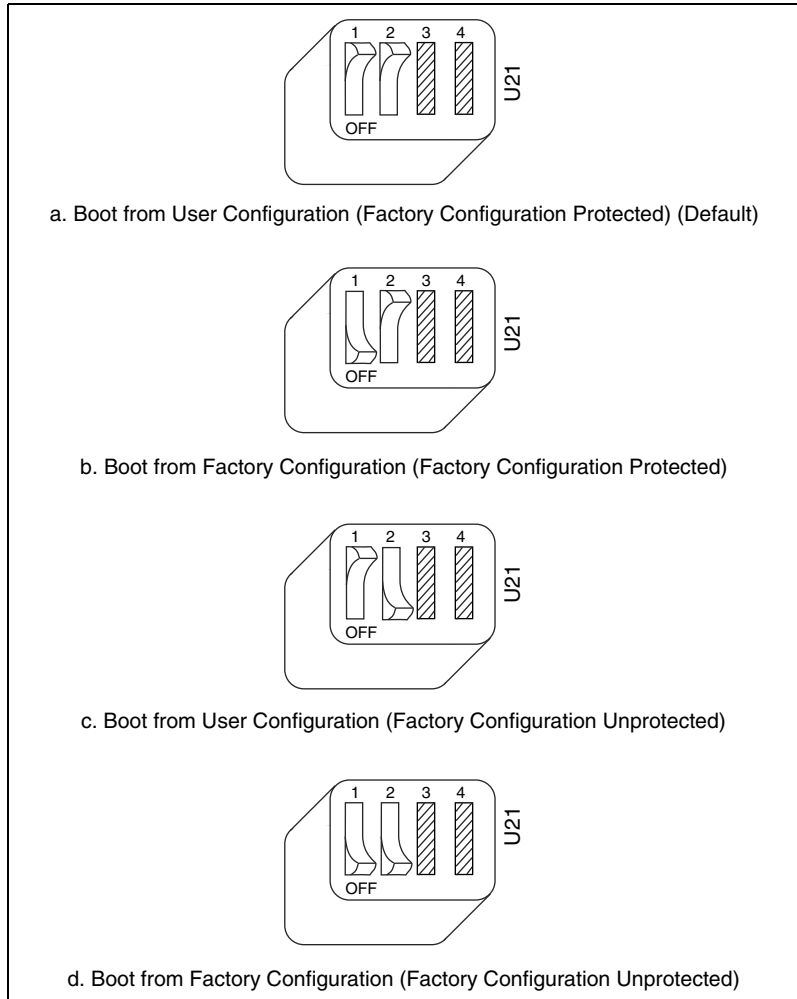 1 2 3 4
OFF
U21
a. Boot from User Configuration (Factory Configuration Protected) (Default)
1 2 3 4
OFF
U21
b. Boot from Factory Configuration (Factory Configuration Protected)
1 2 3 4
OFF
U21
c. Boot from User Configuration (Factory Configuration Unprotected)
1 2 3 4
OFF
U21
d. Boot from Factory Configuration (Factory Configuration Unprotected)